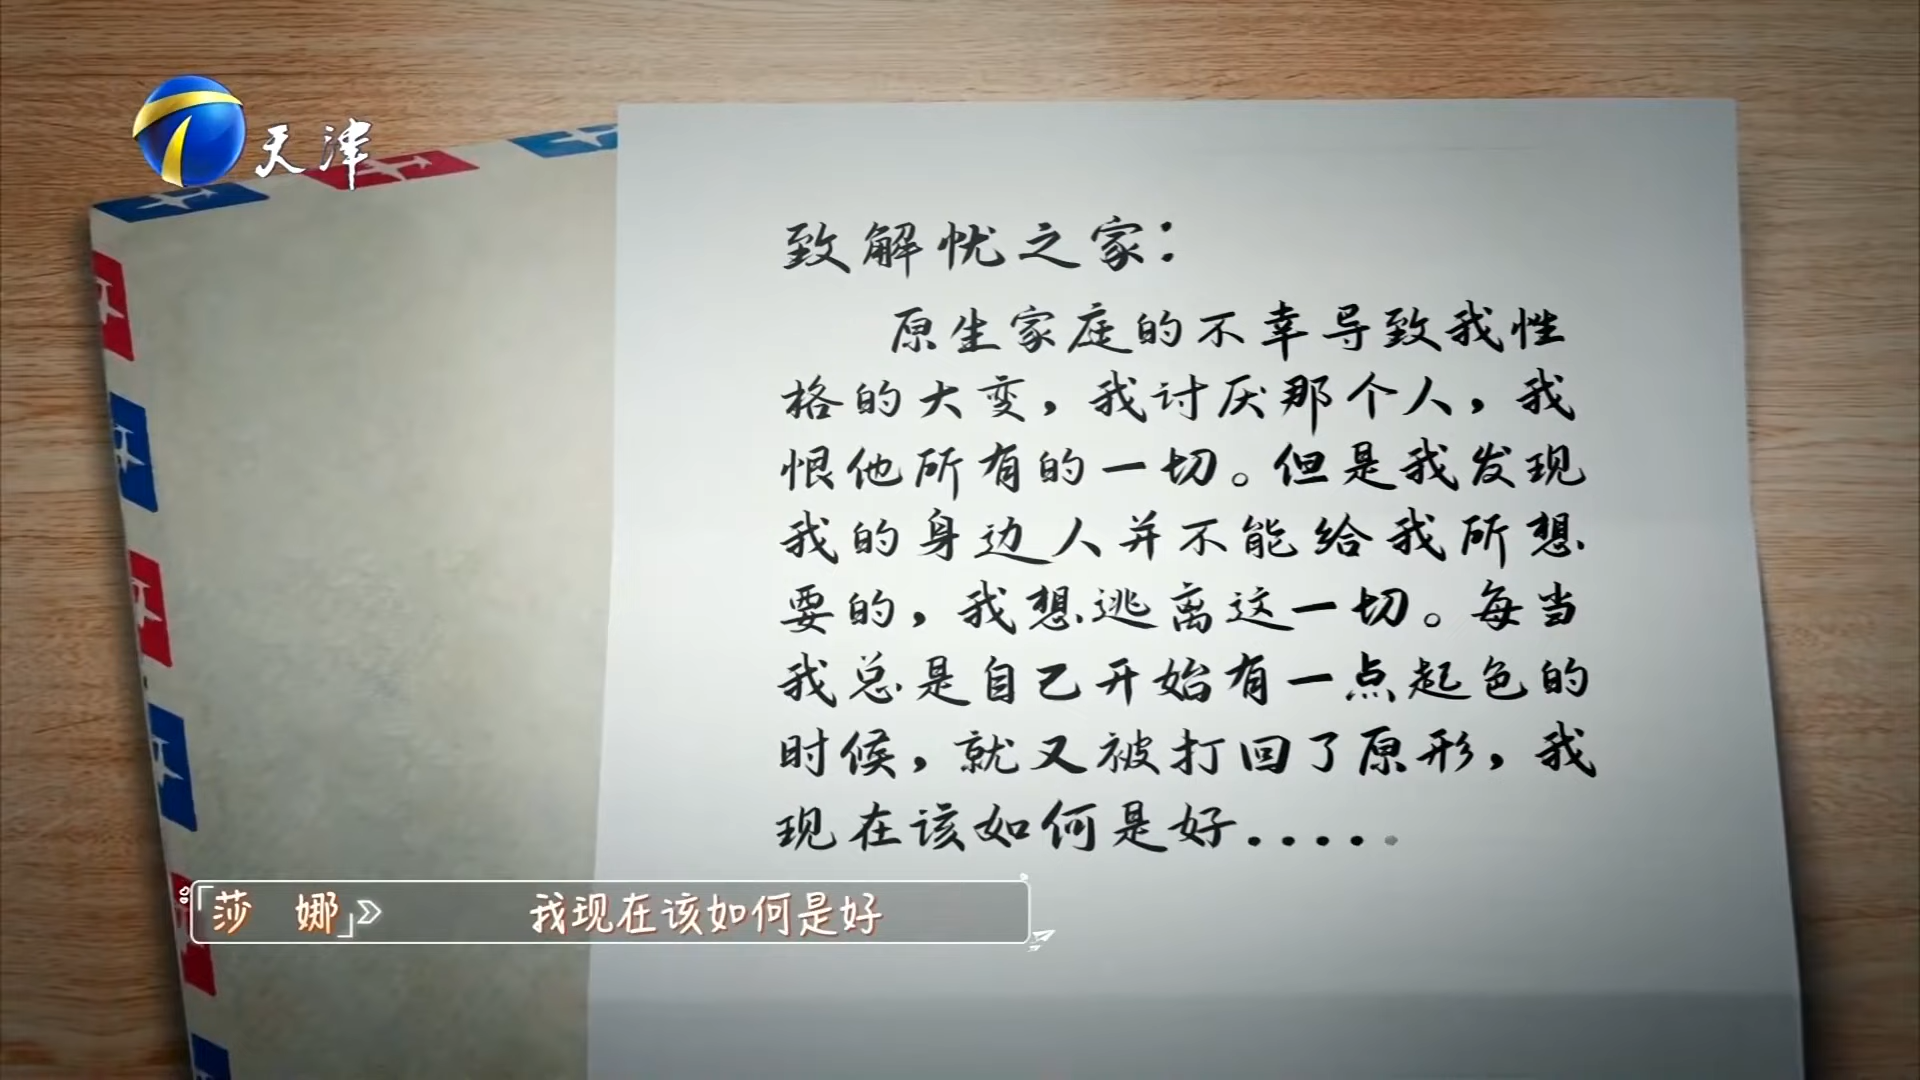 天津
致解忧之家：
原生家庭的不幸导致我性
格的大变，我讨厌那个人，我
恨他所有的一切。但是我发现
我的身边人并不能给我所想
要的，我想逃离这一切。每当
我总是自己开始有一点起色的
时候，就又被打回了原形，我
现在该如何是好.....
「莎 娜」 我现在该如何是好